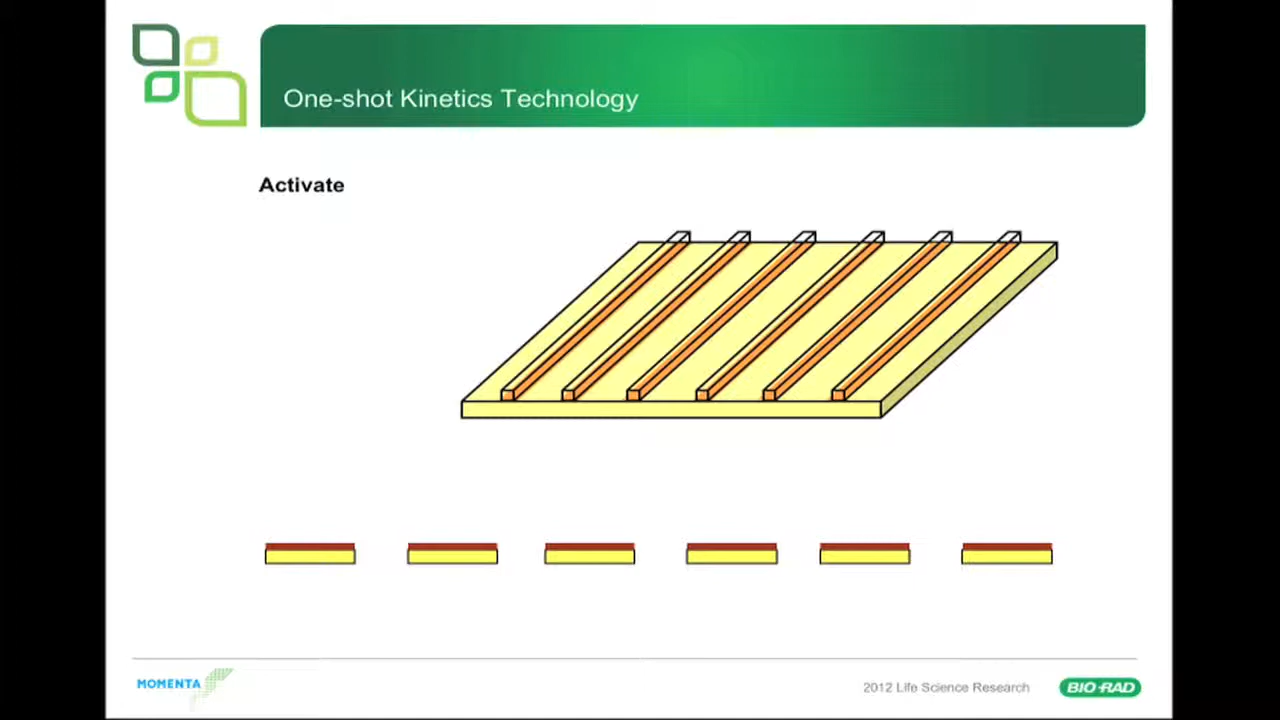 One-shot Kinetics Technology
Activate
MOMENTA
2012 Life Science Research
BIO-RAD